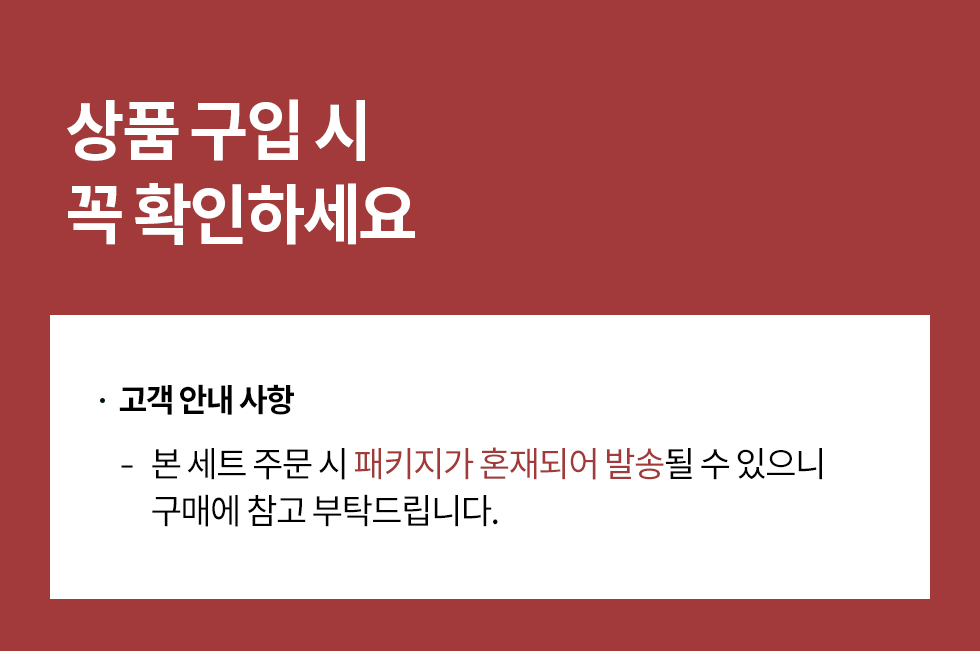 상품 구입 시
꼭 확인하세요
· 고객 안내 사항
- 본 세트 주문 시 패키지가 혼재되어 발송될 수 있으니
구매에 참고 부탁드립니다.